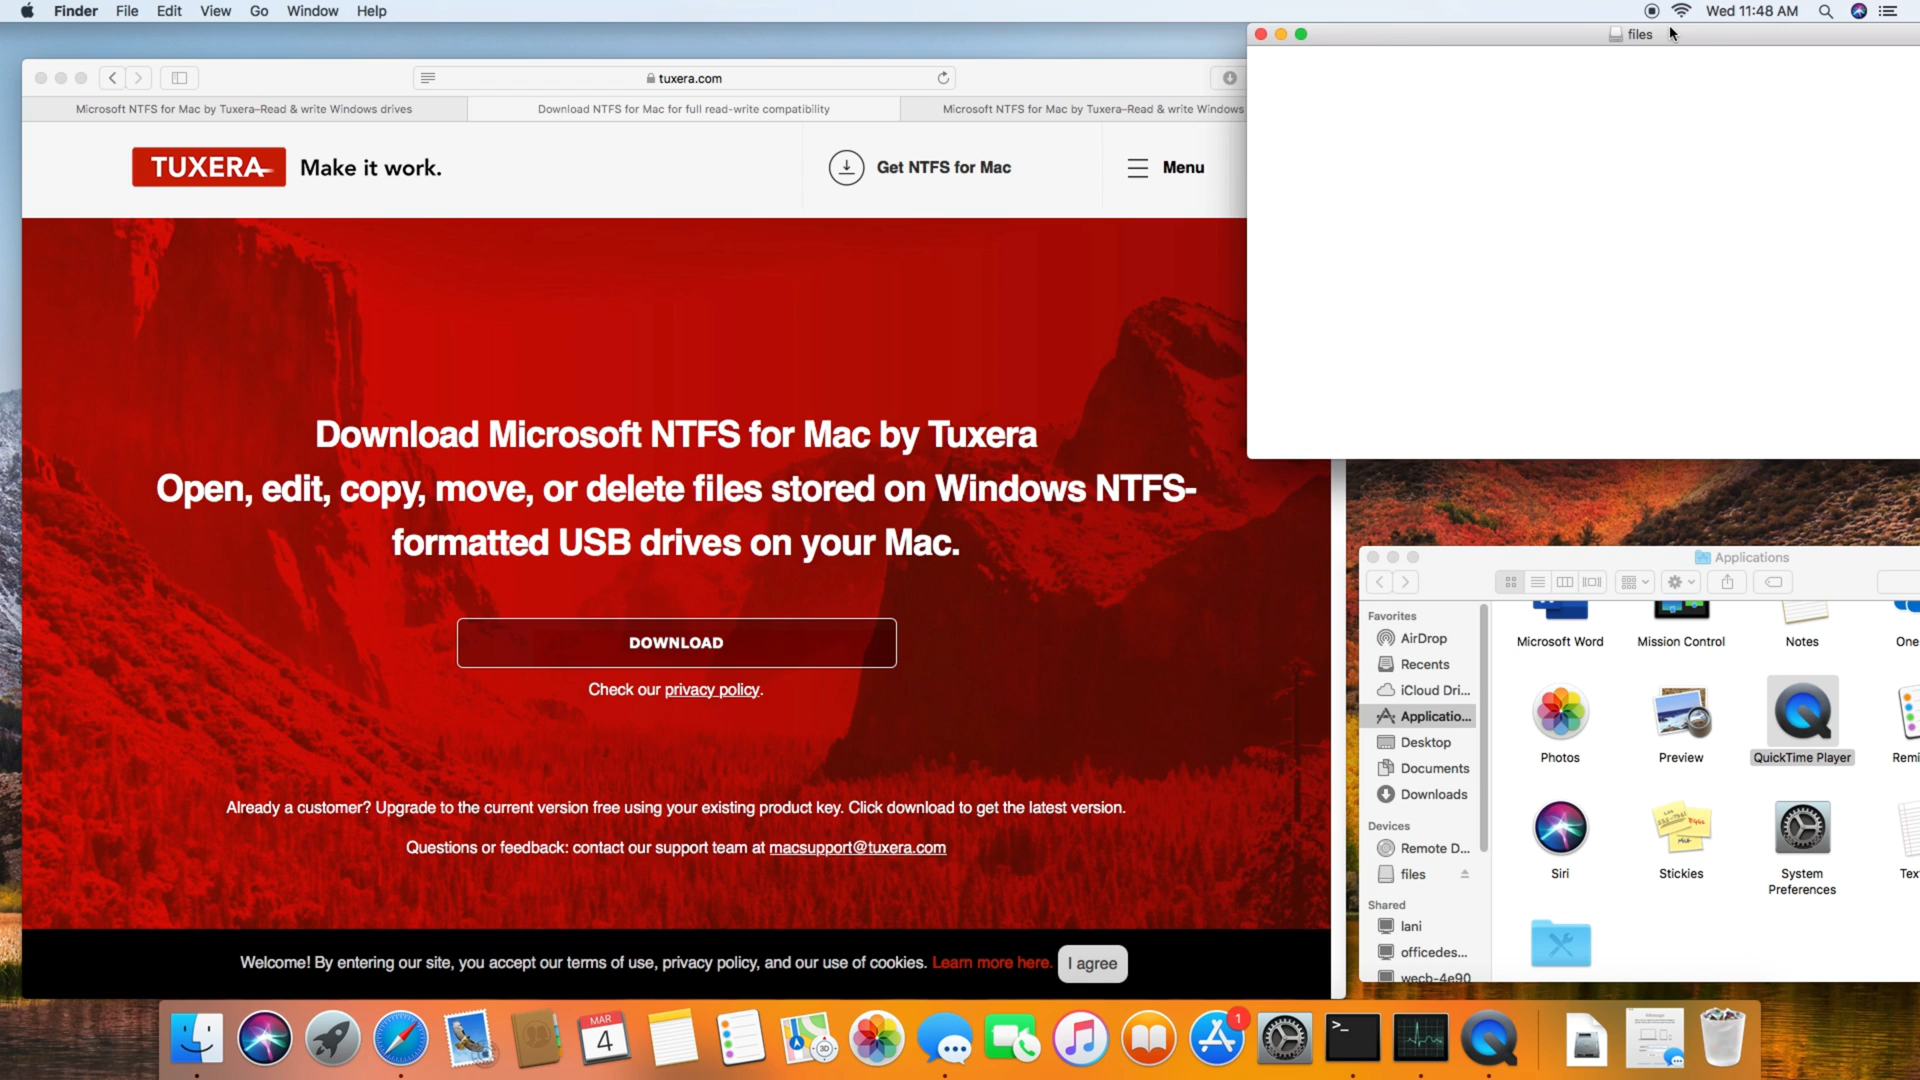 Finder File Edit View Go Window Help
Wed 11:48 AM
files
tuxera.com
Microsoft NTFS for Mac by Tuxera–Read & write Windows drives
Download NTFS for Mac for full read-write compatibility
Microsoft NTFS for Mac by Tuxera–Read & write Windows
TUXERA Make it work.
Get NTFS for Mac
Menu
Download Microsoft NTFS for Mac by Tuxera
Open, edit, copy, move, or delete files stored on Windows NTFS-
formatted USB drives on your Mac.
DOWNLOAD
Check our privacy policy.
Already a customer? Upgrade to the current version free using your existing product key. Click download to get the latest version.
Questions or feedback: contact our support team at macsupport@tuxera.com
Welcome! By entering our site, you accept our terms of use, privacy policy, and our use of cookies. Learn more here.
I agree
Applications
Favorites
AirDrop
Recents
iCloud Dri...
Applicatio...
Desktop
Documents
Downloads
Devices
Remote D...
files
Shared
lani
officedes...
wecb-4e90
Microsoft Word
Mission Control
Notes
One
Photos
Preview
QuickTime Player
Remi
Siri
Stickies
System
Preferences
Tex
MAR
4
3D
1
>_